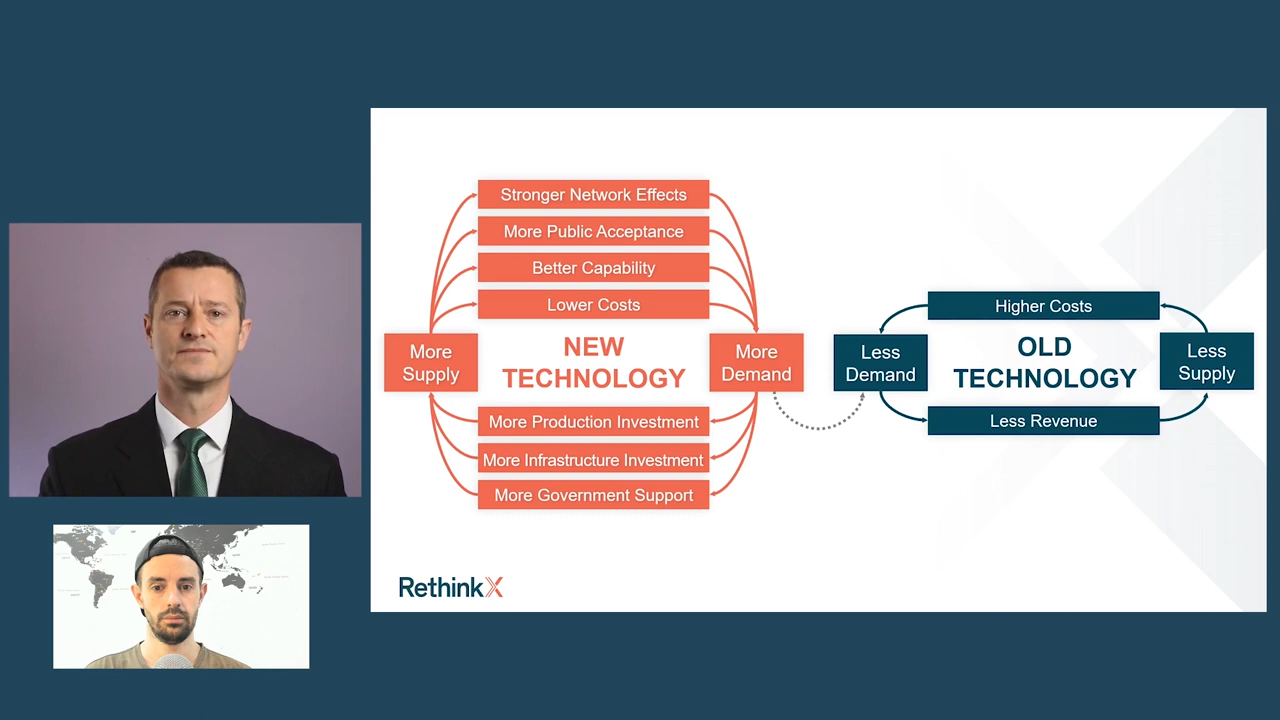 Stronger Network Effects
More Public Acceptance
Better Capability
Lower Costs
More
Supply
NEW
TECHNOLOGY
More
Demand
More Production Investment
More Infrastructure Investment
More Government Support
Higher Costs
Less
Demand
OLD
TECHNOLOGY
Less
Supply
Less Revenue
RethinkX